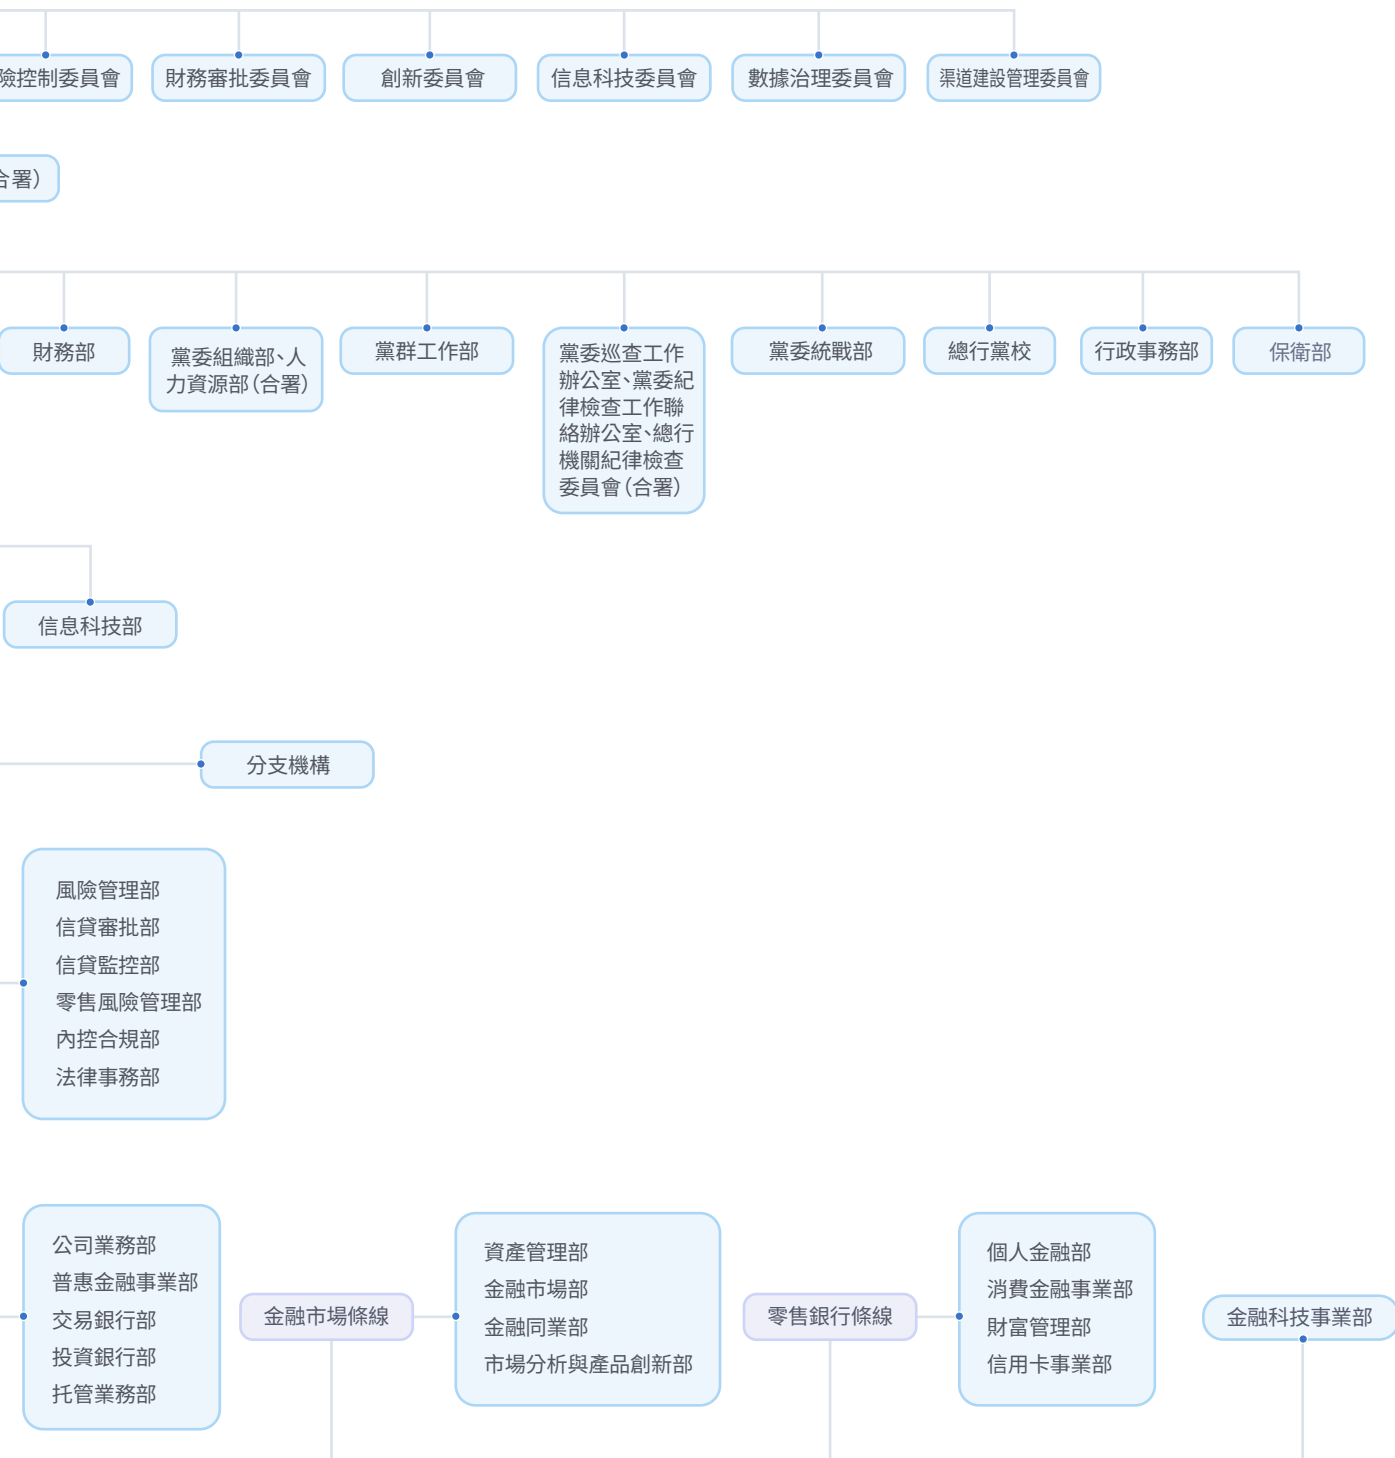 險控制委員會
財務審批委員會
創新委員會
信息科技委員會
數據治理委員會
渠道建設管理委員會
合署）
財務部
黨委組織部、人
力資源部（合署）
黨群工作部
黨委巡查工作
辦公室、黨委紀
律檢查工作聯
絡辦公室、總行
機關紀律檢查
委員會（合署）
黨委統戰部
總行黨校
行政事務部
保衛部
信息科技部
分支機構
風險管理部
信貸審批部
信貸監控部
零售風險管理部
內控合規部
法律事務部
公司業務部
普惠金融事業部
交易銀行部
投資銀行部
托管業務部
金融市場條線
資產管理部
金融市場部
金融同業部
市場分析與產品創新部
零售銀行條線
個人金融部
消費金融事業部
財富管理部
信用卡事業部
金融科技事業部